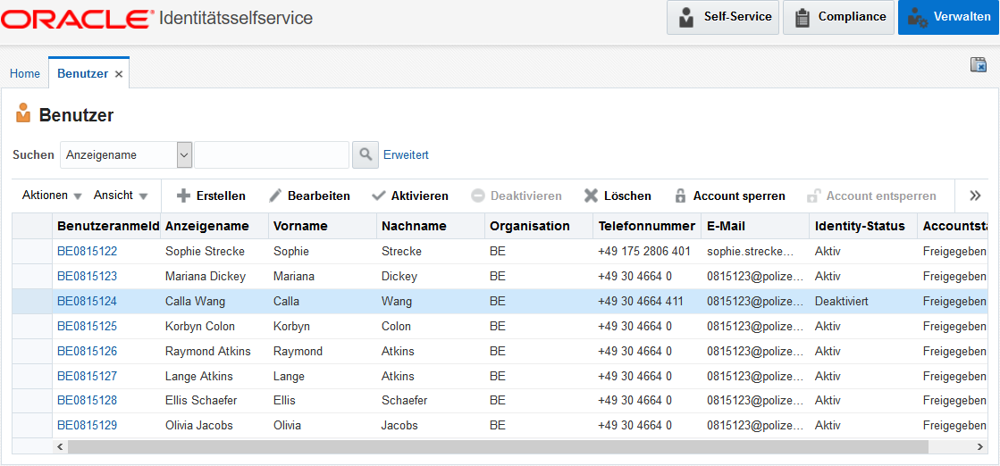 ORACLE® Identitätsselfservice Self-Service Compliance Verwalten
Home Benutzer ×
Benutzer
Suchen Anzeigename Erweitert
Aktionen Ansicht Erstellen Bearbeiten Aktivieren Deaktivieren Löschen Account sperren Account entsperren »
Benutzeranmeld Anzeigename Vorname Nachname Organisation Telefonnummer E-Mail Identity-Status Accountsta
BE0815122 Sophie Strecke Sophie Strecke BE +49 175 2806 401 sophie.strecke... Aktiv Freigegeben
BE0815123 Mariana Dickey Mariana Dickey BE +49 30 4664 0 0815123@polize... Aktiv Freigegeben
BE0815124 Calla Wang Calla Wang BE +49 30 4664 411 0815123@polize... Deaktiviert Freigegeben
BE0815125 Korbyn Colon Korbyn Colon BE +49 30 4664 0 0815123@polize... Aktiv Freigegeben
BE0815126 Raymond Atkins Raymond Atkins BE +49 30 4664 0 0815123@polize... Aktiv Freigegeben
BE0815127 Lange Atkins Lange Atkins BE +49 30 4664 0 0815123@polize... Aktiv Freigegeben
BE0815128 Ellis Schaefer Ellis Schaefer BE +49 30 4664 0 0815123@polize... Aktiv Freigegeben
BE0815129 Olivia Jacobs Olivia Jacobs BE +49 30 4664 0 0815123@polize... Aktiv Freigegeben